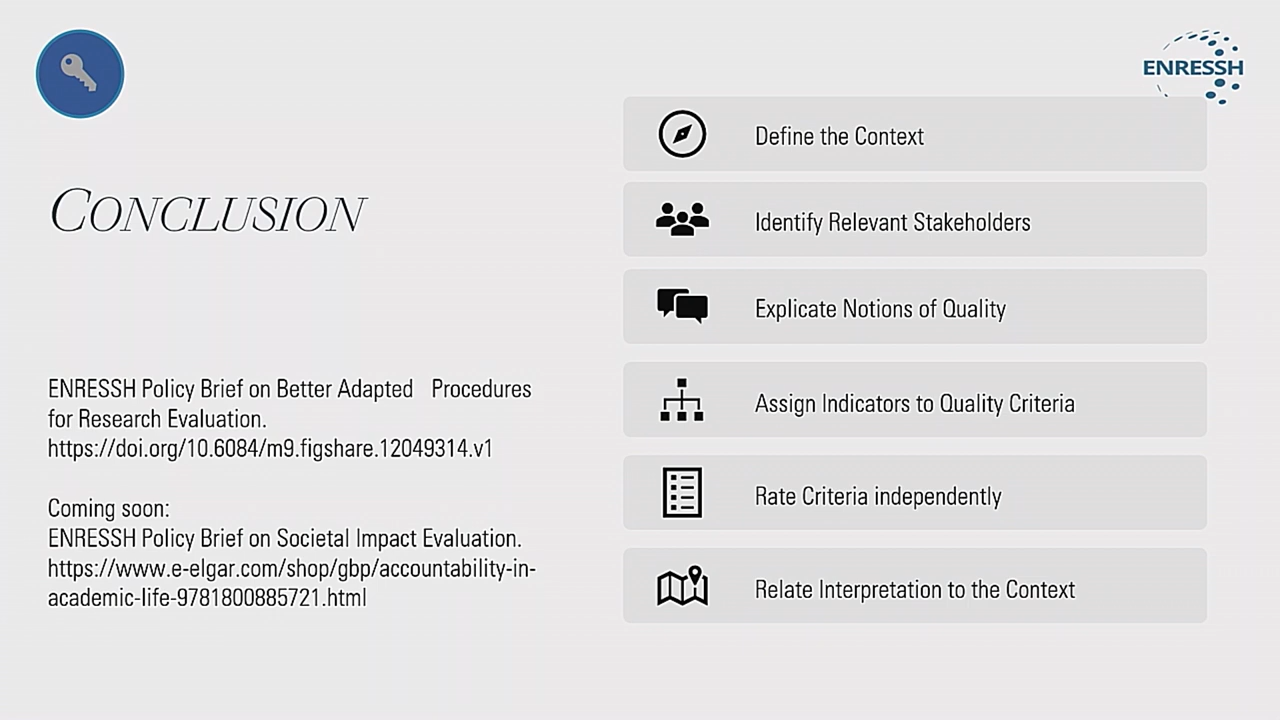 ENRESSH
CONCLUSION
ENRESSH Policy Brief on Better Adapted Procedures
for Research Evaluation.
https://doi.org/10.6084/m9.figshare.12049314.v1
Coming soon:
ENRESSH Policy Brief on Societal Impact Evaluation.
https://www.e-elgar.com/shop/gbp/accountability-in-
academic-life-9781800885721.html
Define the Context
Identify Relevant Stakeholders
Explicate Notions of Quality
Assign Indicators to Quality Criteria
Rate Criteria independently
Relate Interpretation to the Context